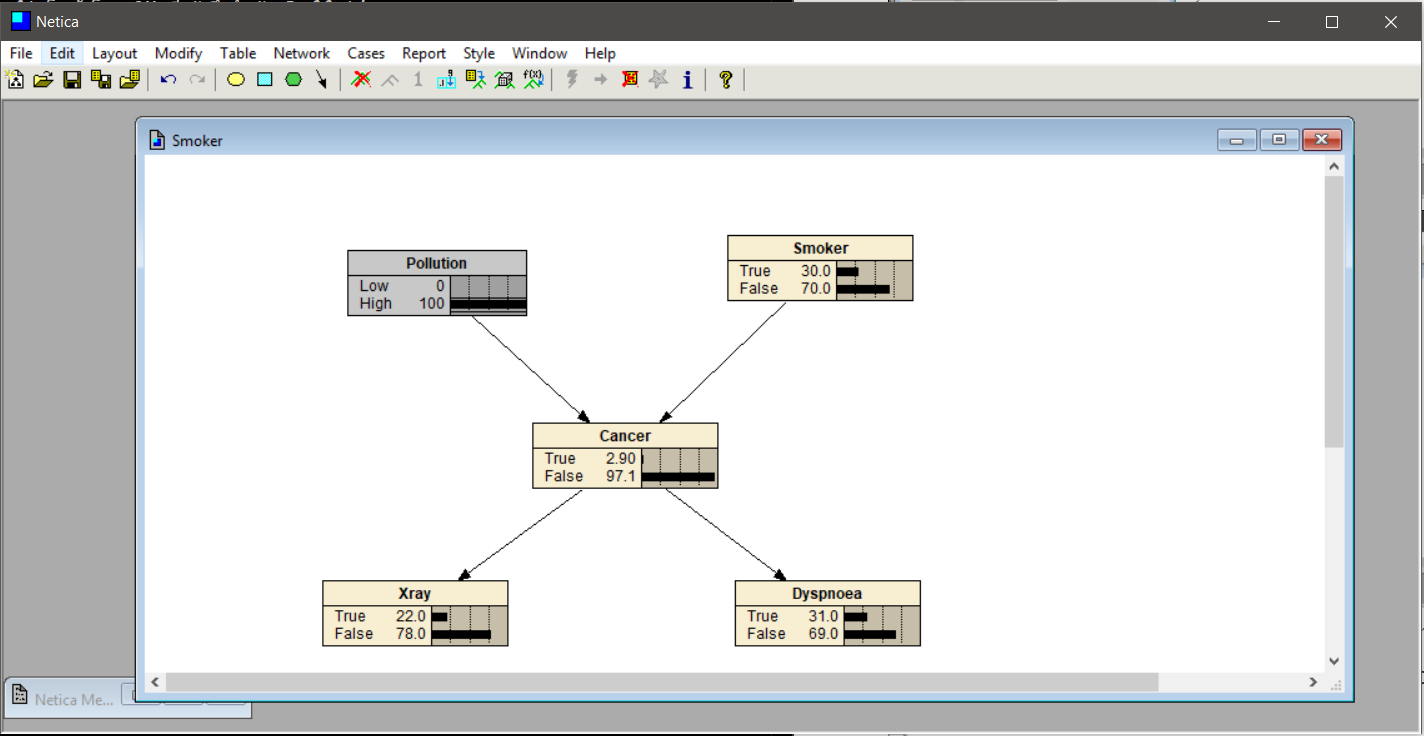 Netica
File Edit Layout Modify Table Network Cases Report Style Window Help
1 f(x) i ?
Smoker
Pollution
Low 0
High 100
Smoker
True 30.0
False 70.0
Cancer
True 2.90
False 97.1
Xray
True 22.0
False 78.0
Dyspnoea
True 31.0
False 69.0
Netica Me...